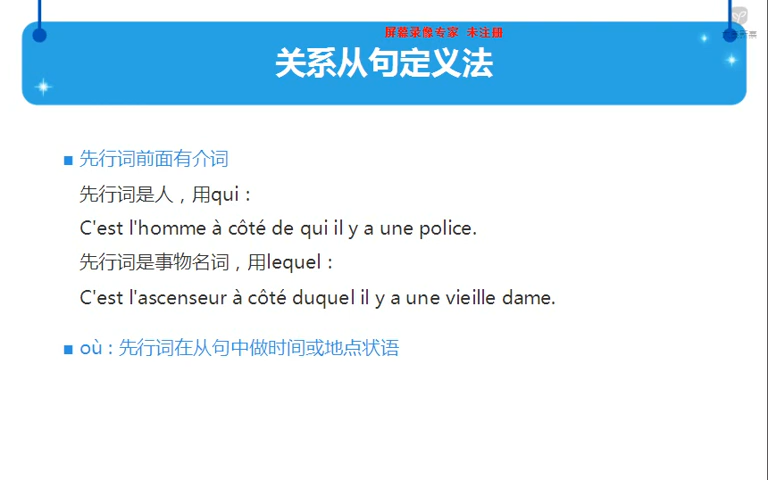 屏幕录像专家 未注册
关系从句定义法
■ 先行词前面有介词
先行词是人，用qui：
C'est l'homme à côté de qui il y a une police.
先行词是事物名词，用lequel：
C'est l'ascenseur à côté duquel il y a une vieille dame.
■ où：先行词在从句中做时间或地点状语